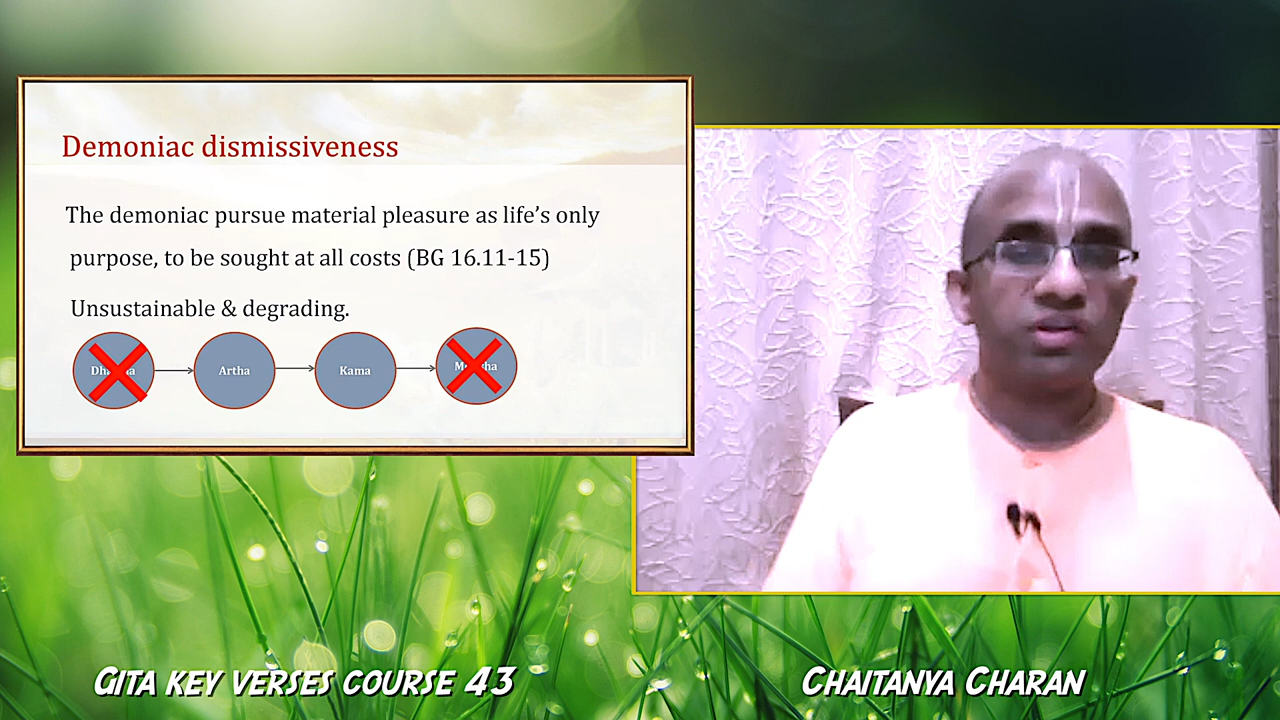 Demoniac dismissiveness
The demoniac pursue material pleasure as life's only
purpose, to be sought at all costs (BG 16.11-15)
Unsustainable & degrading.
Artha
Kama
GITA KEY VERSES COURSE 43
CHAITANYA CHARAN